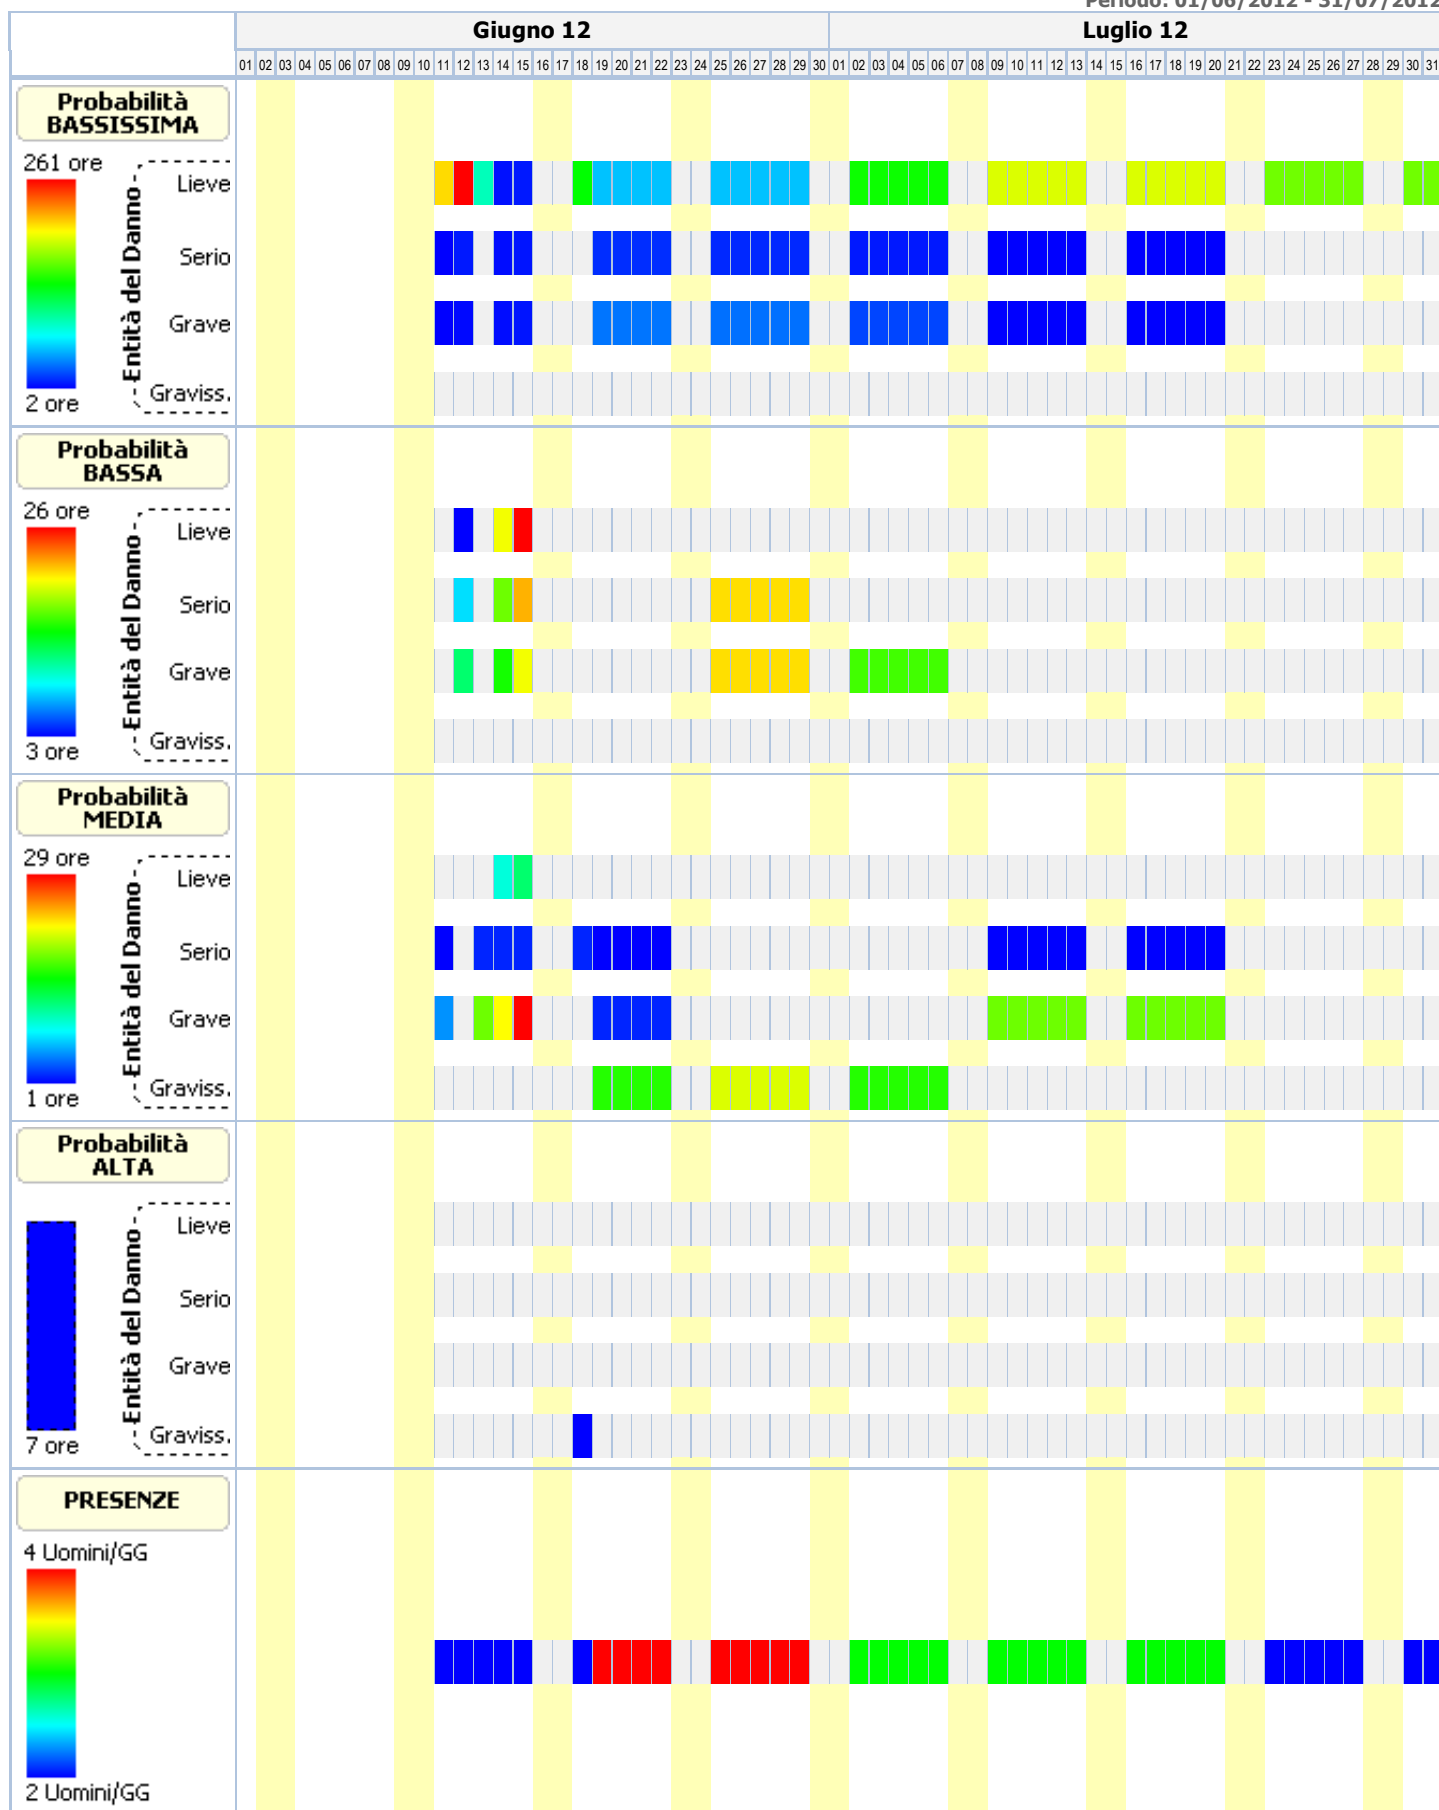 Periodo: 01/06/2012 - 31/07/2012
Giugno 12 Luglio 12
01 02 03 04 05 06 07 08 09 10 11 12 13 14 15 16 17 18 19 20 21 22 23 24 25 26 27 28 29 30 01 02 03 04 05 06 07 08 09 10 11 12 13 14 15 16 17 18 19 20 21 22 23 24 25 26 27 28 29 30 31
Probabilità
BASSISSIMA
261 ore
Entità del Danno
Lieve
Serio
Grave
Graviss.
2 ore
Probabilità
BASSA
26 ore
Entità del Danno
Lieve
Serio
Grave
Graviss.
3 ore
Probabilità
MEDIA
29 ore
Entità del Danno
Lieve
Serio
Grave
Graviss.
1 ore
Probabilità
ALTA
Entità del Danno
Lieve
Serio
Grave
Graviss.
7 ore
PRESENZE
4 Uomini/GG
2 Uomini/GG